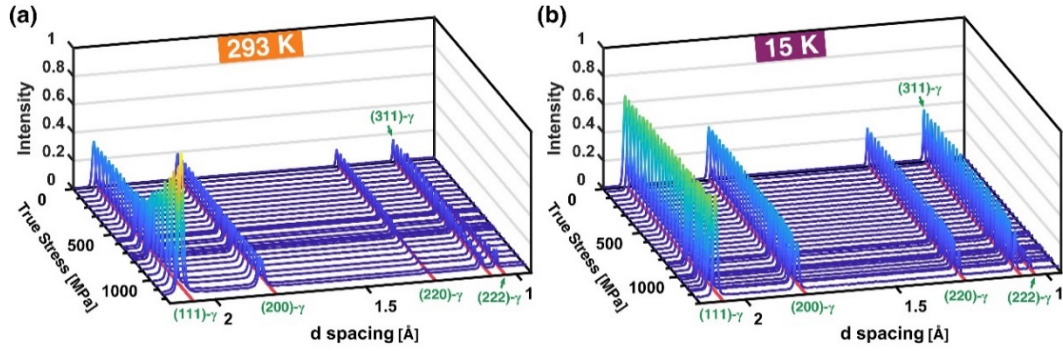 (a)
293 K
1
0.8
0.6
0.4
0.2
0
Intensity
(311)-γ
0
500
1000
True Stress [MPa]
(111)-γ
2
(200)-γ
1.5
(220)-γ
(222)-γ
1
d spacing [Å]
(b)
15 K
1
0.8
0.6
0.4
0.2
0
Intensity
(311)-γ
0
500
1000
True Stress [MPa]
(111)-γ
2
(200)-γ
1.5
(220)-γ
(222)-γ
1
d spacing [Å]